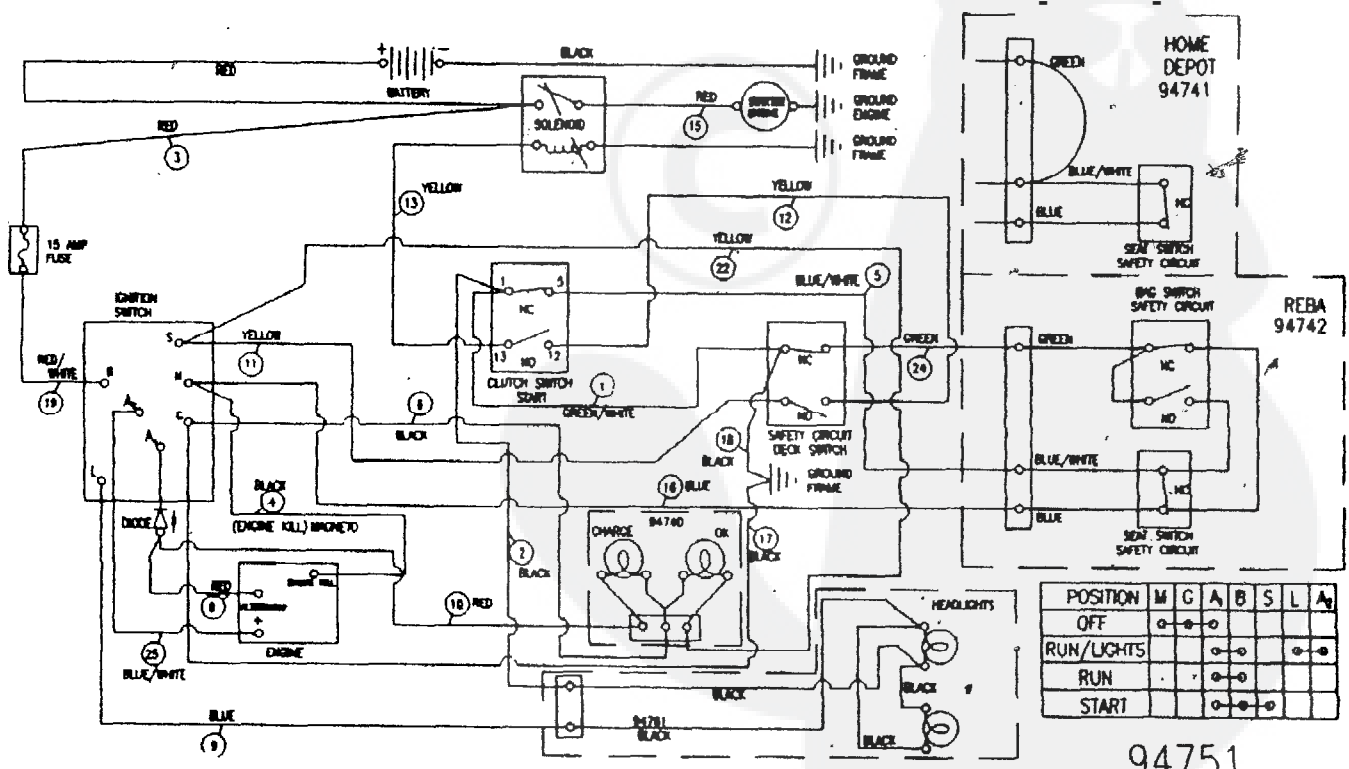 RED
+
-
BATTERY
BLACK
GROUND
FRAME
RED
3
SOLENOID
RED
15
GROUND
ENGINE
GROUND
FRAME
HOME
DEPOT
94741
GREEN
BLUE/WHITE
BLUE
NC
SEAT SWITCH
SAFETY CIRCUIT
YELLOW
13
YELLOW
12
YELLOW
22
BLUE/WHITE
5
15 AMP
FUSE
IGNITION
SWITCH
RED/
WHITE
19
S
B
M
G
A
A
L
YELLOW
11
1
5
NC
13
12
NO
CLUTCH SWITCH
START
1
GREEN/WHITE
6
BLACK
NC
NO
SAFETY CIRCUIT
DECK SWITCH
GREEN
24
18
BLACK
GROUND
FRAME
BAG SWITCH
SAFETY CIRCUIT
REBA
94742
GREEN
NC
NO
BLUE/WHITE
BLUE
NC
SEAT SWITCH
SAFETY CIRCUIT
BLACK
4
(ENGINE KILL) MAGNETO
DIODE
16
BLUE
94740
CHARGE
OK
17
BLACK
2
BLACK
RED
8
+
ENGINE
25
BLUE/WHITE
RED
HEADLIGHTS
BLACK
BLACK
BLACK
BLACK
BLUE
9
POSITION M G A B S L A
OFF
RUN/LIGHTS
RUN
START
94751